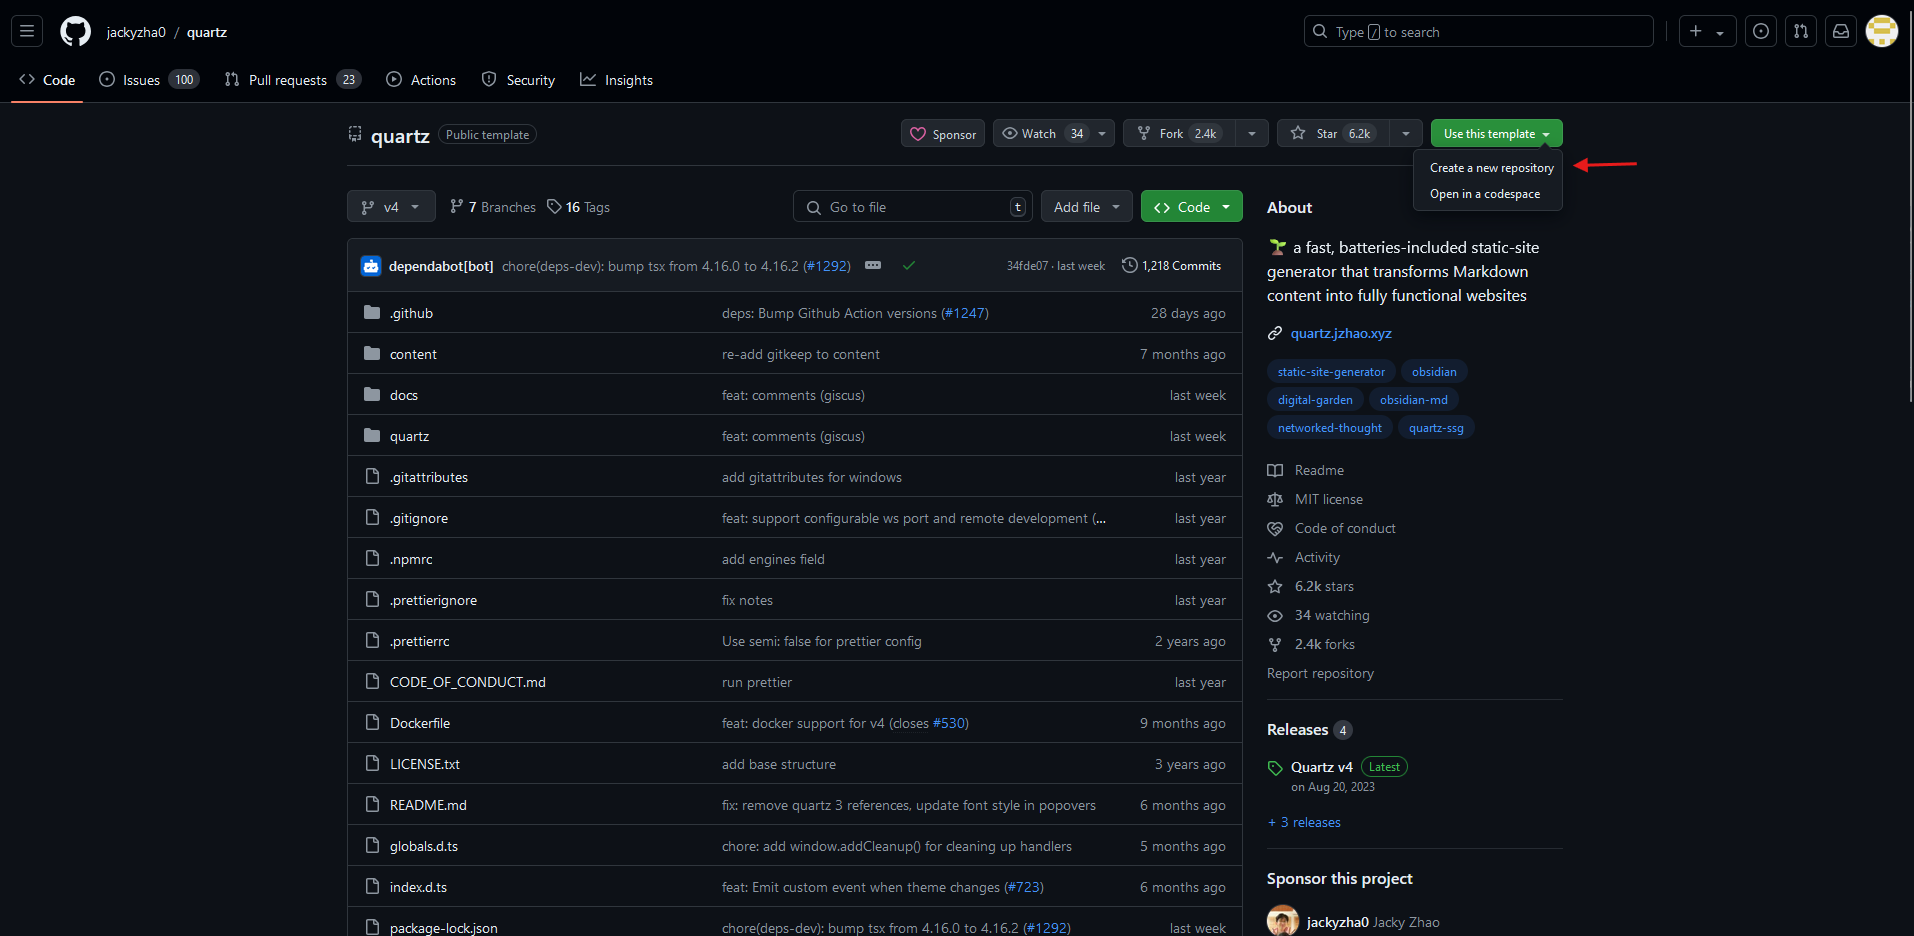 jackyzha0 / quartz
Type / to search
Code
Issues 100
Pull requests 23
Actions
Security
Insights
quartz Public template
Sponsor
Watch 34
Fork 2.4k
Star 6.2k
Use this template
Create a new repository
Open in a codespace
v4
7 Branches
16 Tags
Go to file t
Add file
Code
dependabot[bot] chore(deps-dev): bump tsx from 4.16.0 to 4.16.2 (#1292) 34fde07 · last week 1,218 Commits
.github deps: Bump Github Action versions (#1247) 28 days ago
content re-add gitkeep to content 7 months ago
docs feat: comments (giscus) last week
quartz feat: comments (giscus) last week
.gitattributes add gitattributes for windows last year
.gitignore feat: support configurable ws port and remote development (... last year
.npmrc add engines field last year
.prettierignore fix notes last year
.prettierrc Use semi: false for prettier config 2 years ago
CODE_OF_CONDUCT.md run prettier last year
Dockerfile feat: docker support for v4 (closes #530) 9 months ago
LICENSE.txt add base structure 3 years ago
README.md fix: remove quartz 3 references, update font style in popovers 6 months ago
globals.d.ts chore: add window.addCleanup() for cleaning up handlers 5 months ago
index.d.ts feat: Emit custom event when theme changes (#723) 6 months ago
package-lock.json chore(deps-dev): bump tsx from 4.16.0 to 4.16.2 (#1292) last week
About
a fast, batteries-included static-site
generator that transforms Markdown
content into fully functional websites
quartz.jzhao.xyz
static-site-generator obsidian
digital-garden obsidian-md
networked-thought quartz-ssg
Readme
MIT license
Code of conduct
Activity
6.2k stars
34 watching
2.4k forks
Report repository
Releases 4
Quartz v4 Latest
on Aug 20, 2023
+ 3 releases
Sponsor this project
jackyzha0 Jacky Zhao